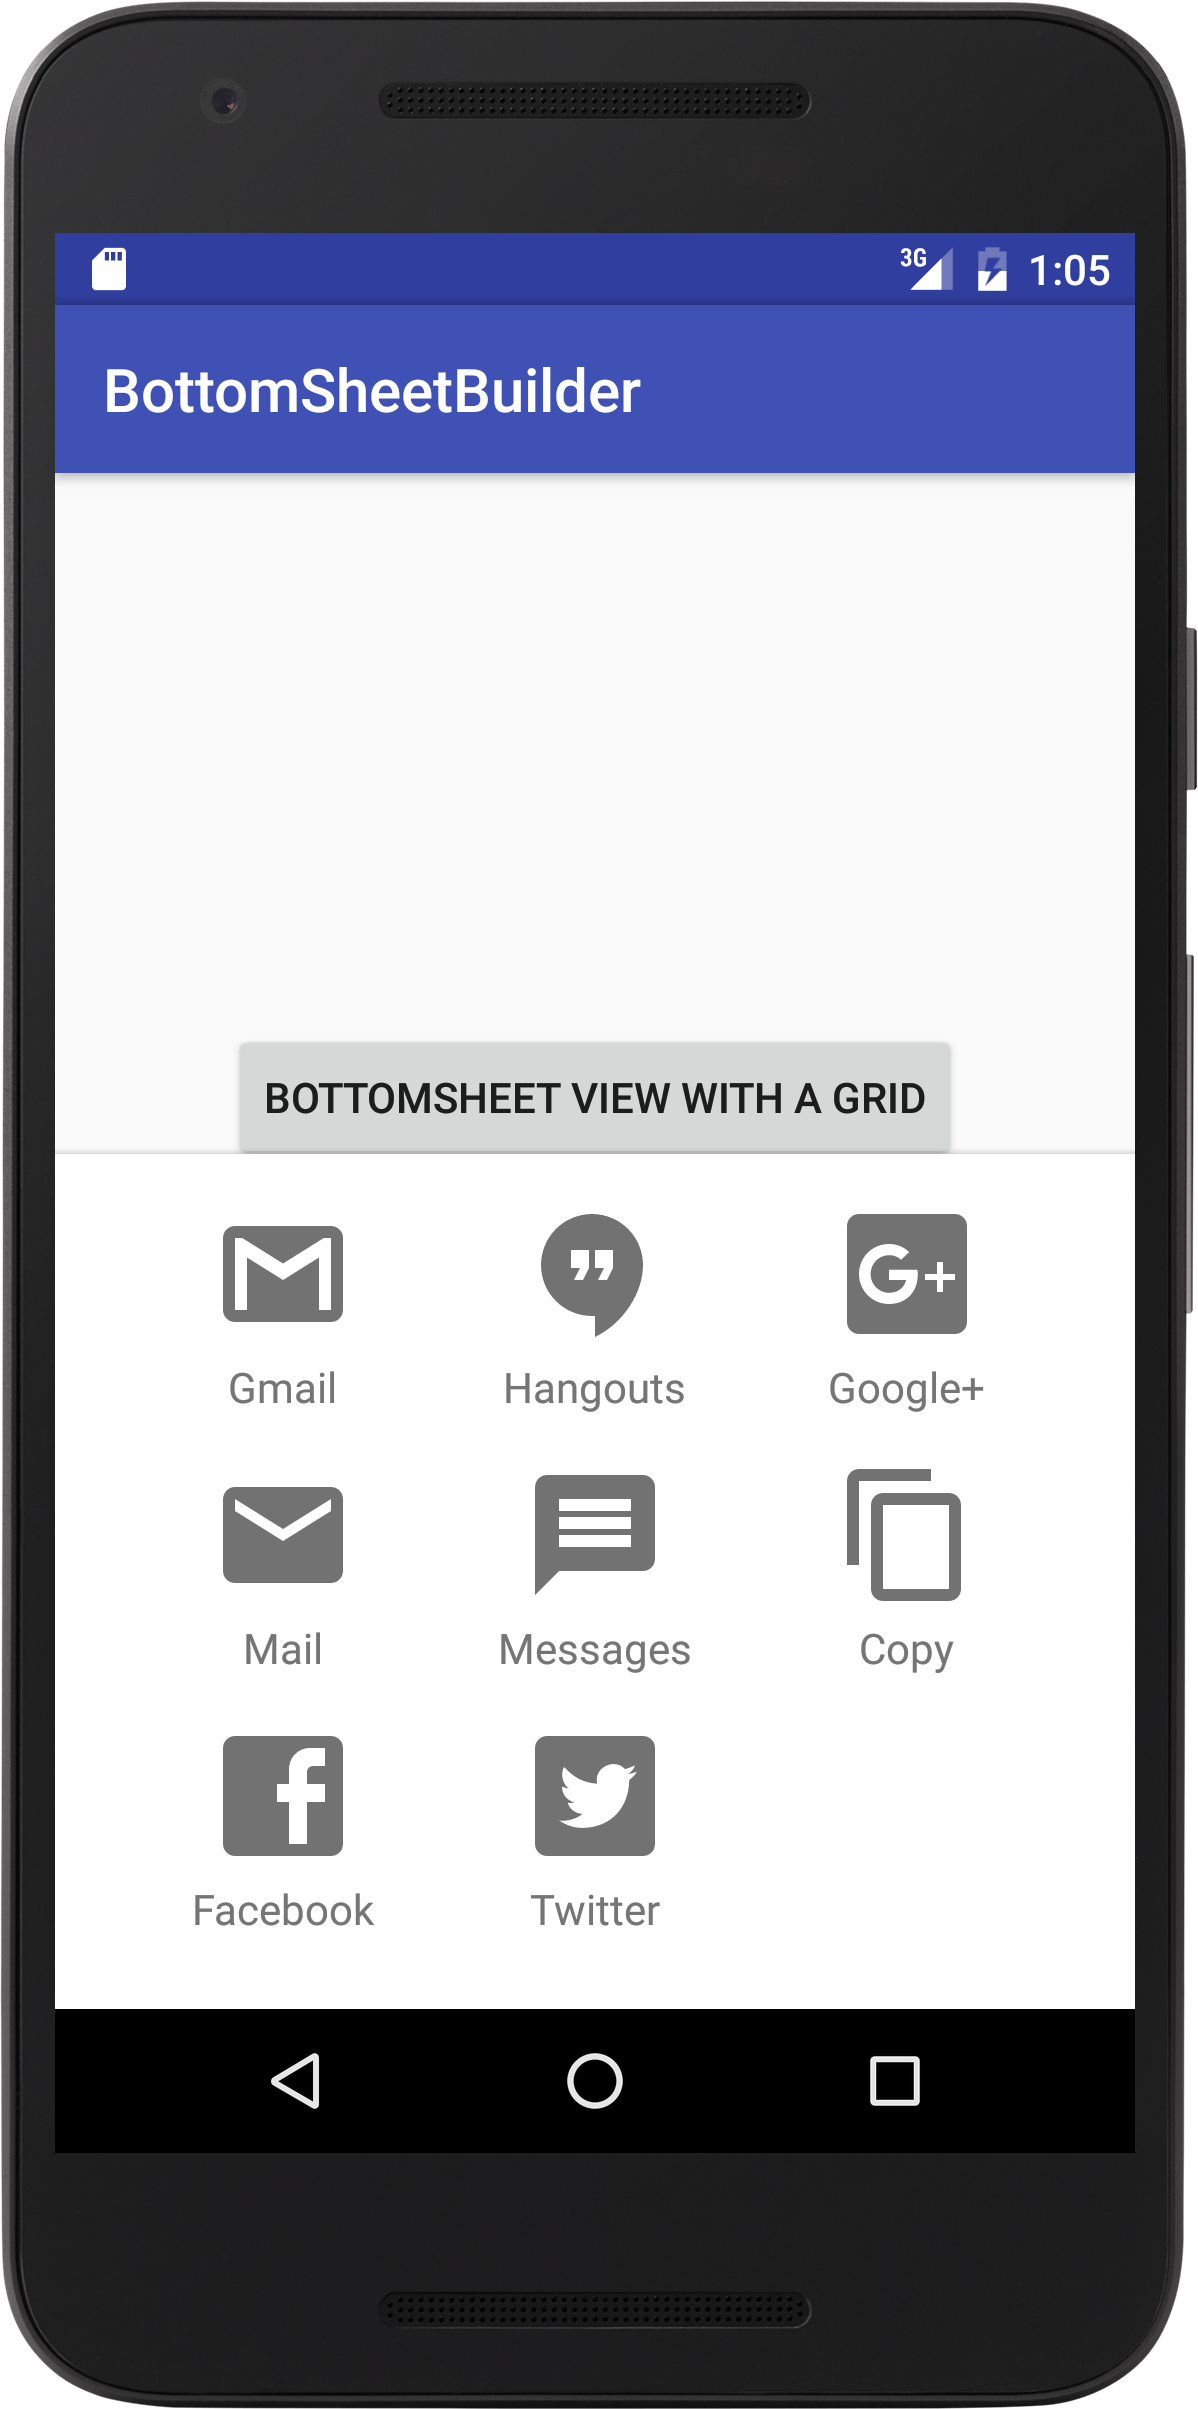 3G 1:05
BottomSheetBuilder
BOTTOMSHEET VIEW WITH A GRID
G+
Gmail Hangouts Google+
Mail Messages Copy
Facebook Twitter